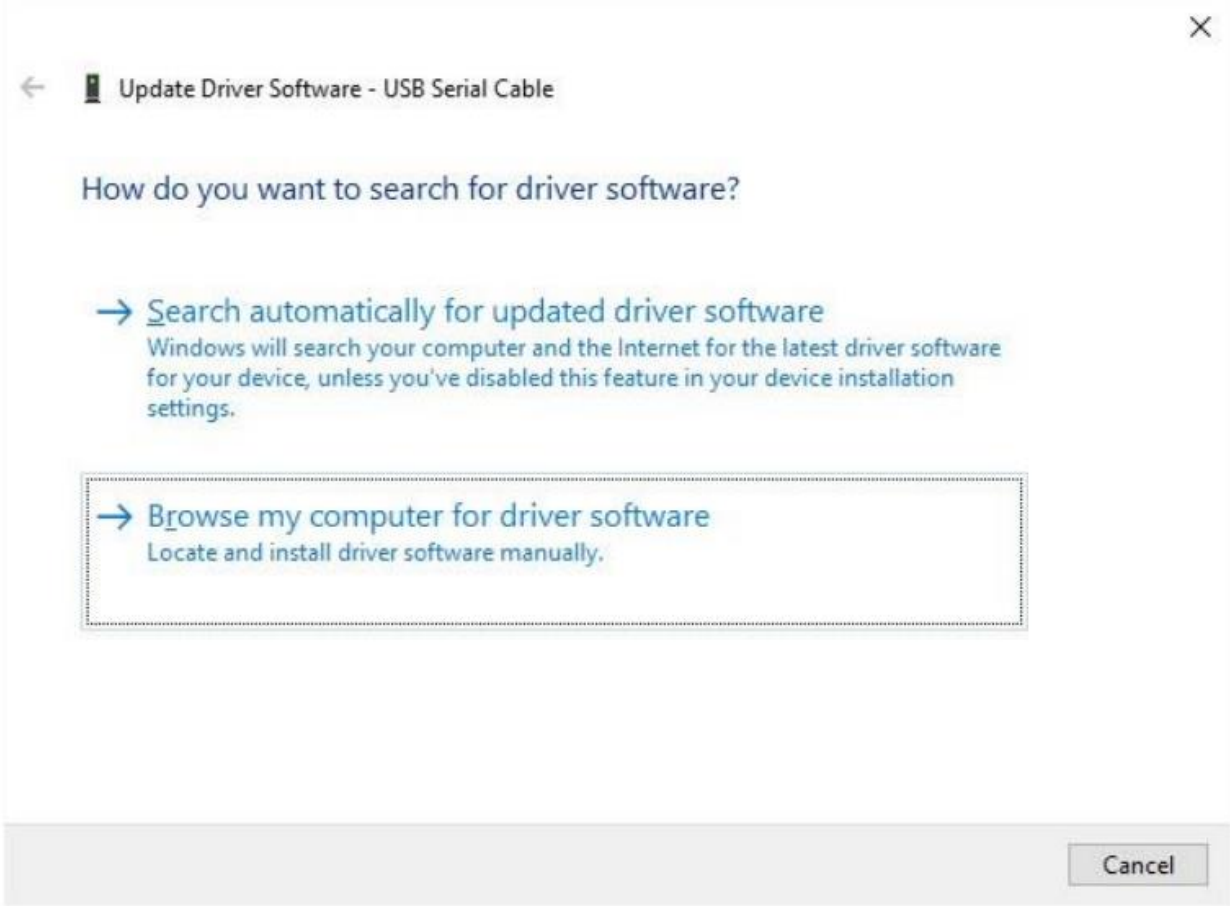 Update Driver Software - USB Serial Cable
How do you want to search for driver software?
Search automatically for updated driver software
Windows will search your computer and the Internet for the latest driver software
for your device, unless you've disabled this feature in your device installation
settings.
Browse my computer for driver software
Locate and install driver software manually.
Cancel